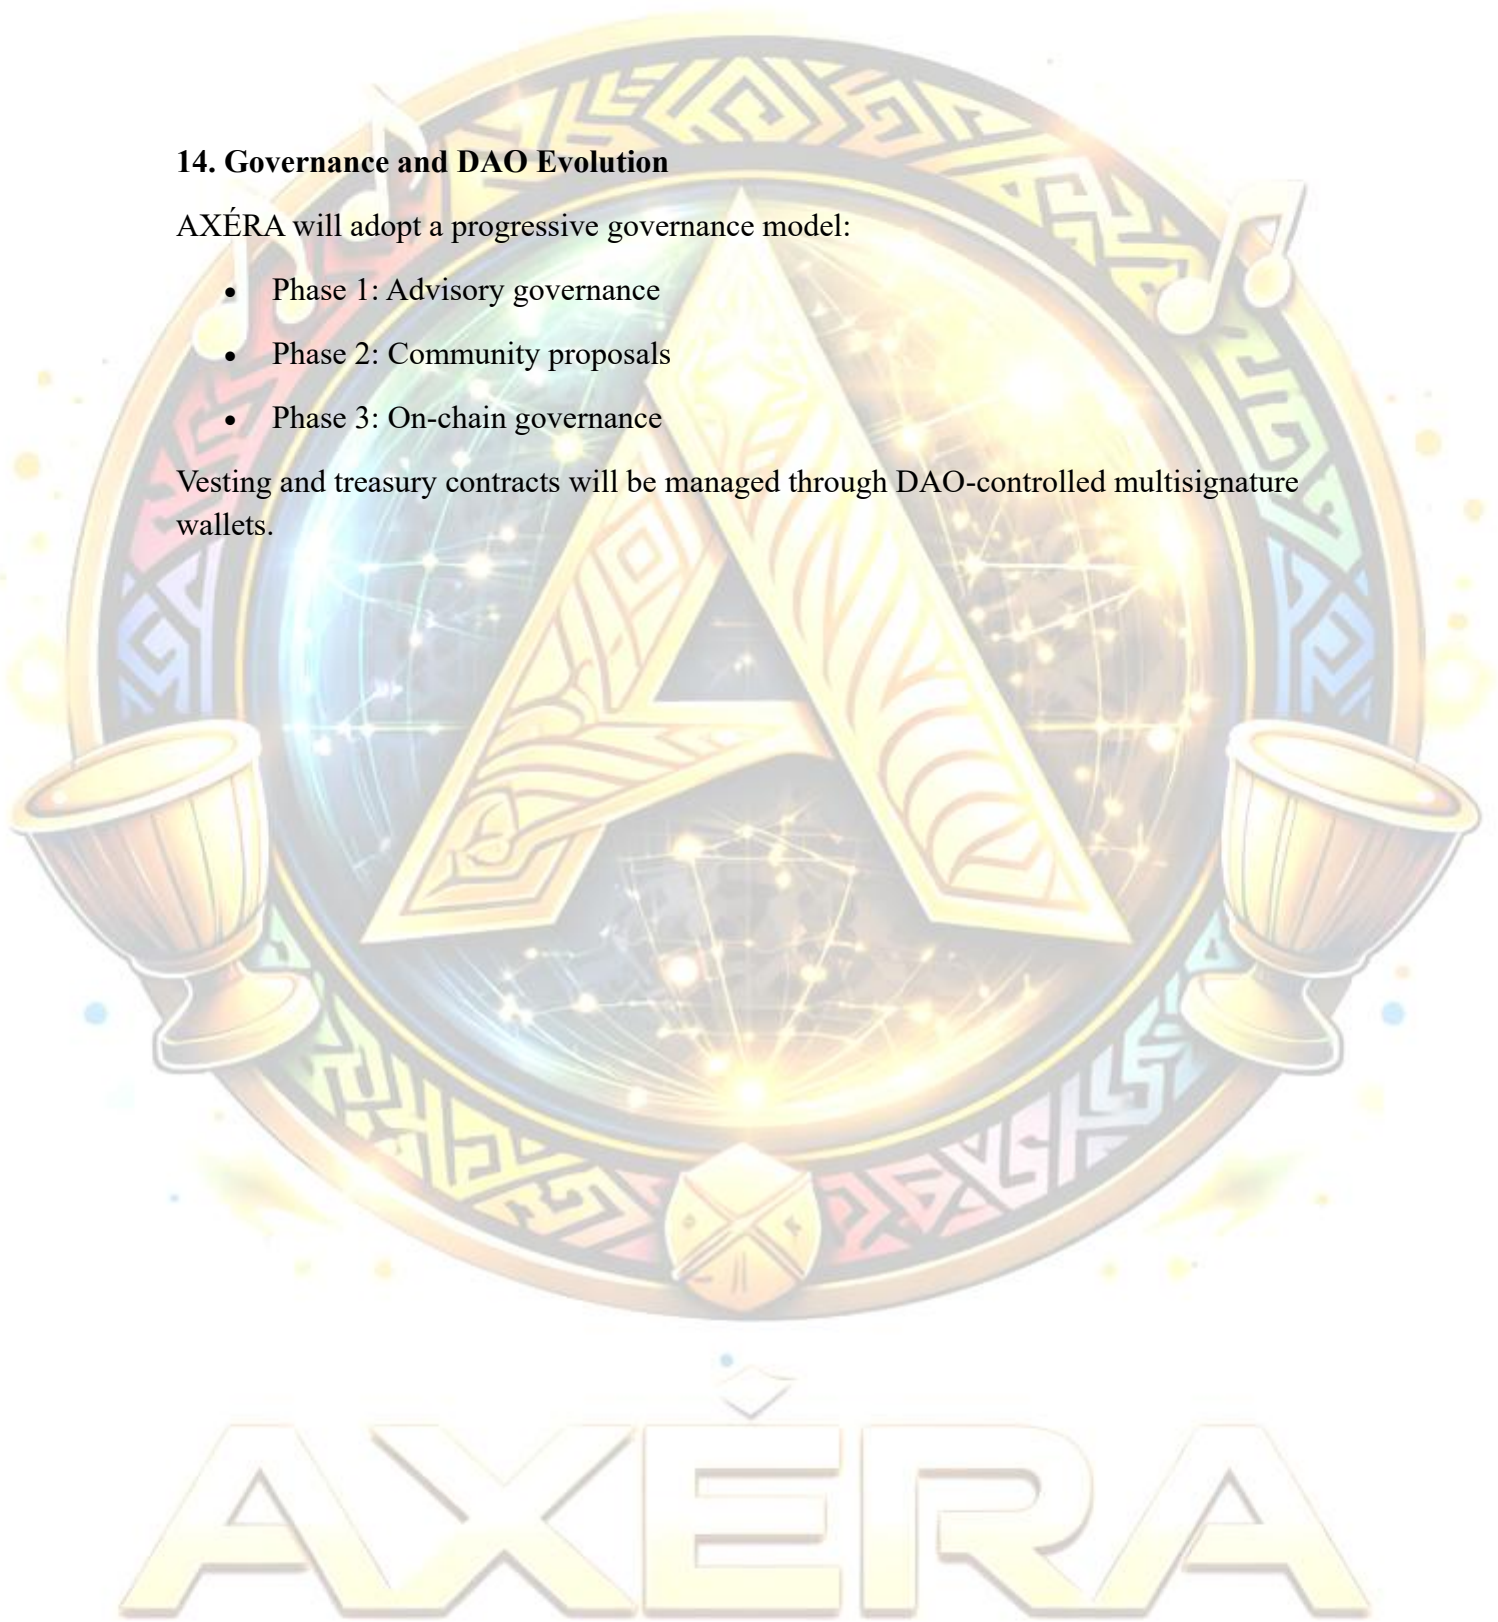 14. Governance and DAO Evolution
AXÉRA will adopt a progressive governance model:
• Phase 1: Advisory governance
• Phase 2: Community proposals
• Phase 3: On-chain governance
Vesting and treasury contracts will be managed through DAO-controlled multisignature
wallets.
AXÉRA